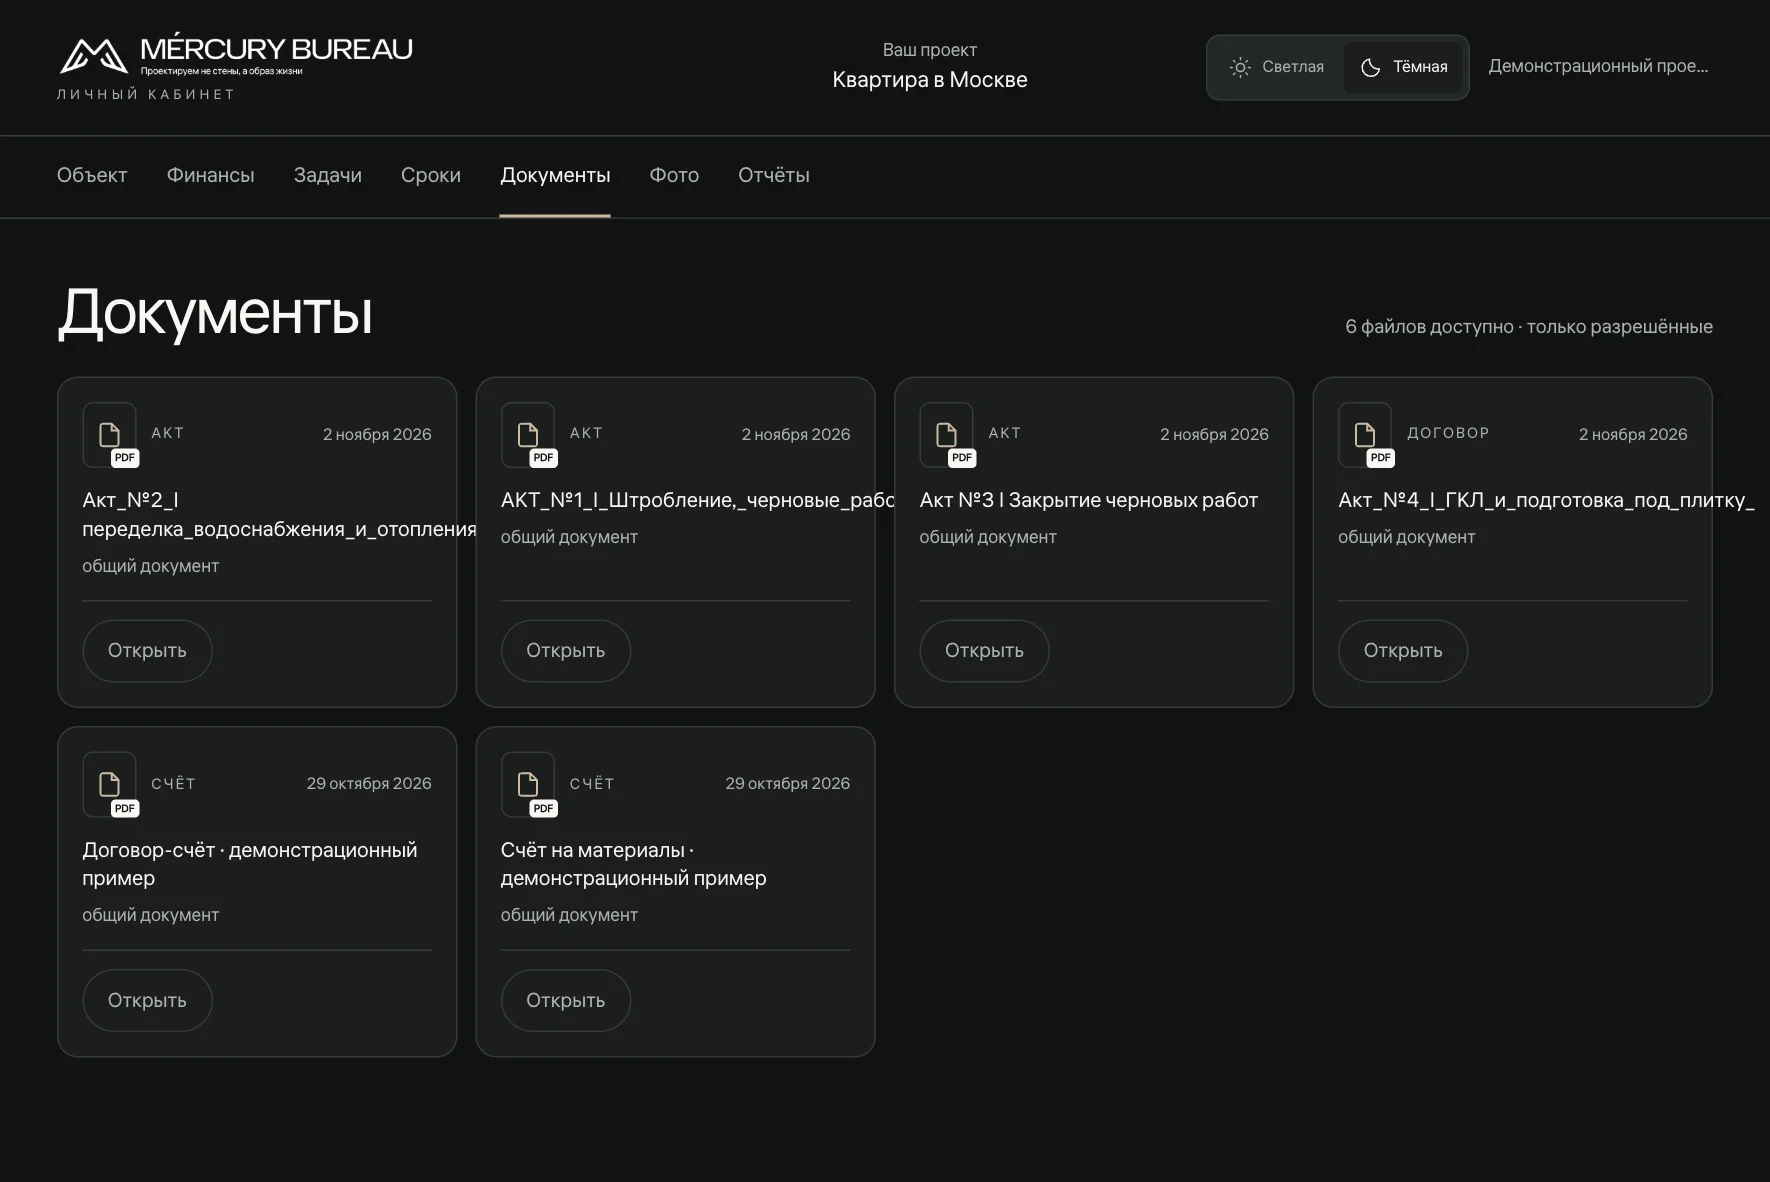 MÉRCURY BUREAU
Проектируем не стены, а образ жизни
ЛИЧНЫЙ КАБИНЕТ
Ваш проект
Квартира в Москве
Светлая
Тёмная
Демонстрационный прое...
Объект
Финансы
Задачи
Сроки
Документы
Фото
Отчёты
Документы
6 файлов доступно · только разрешённые
PDF
АКТ
2 ноября 2026
Акт_№2_I
переделка_водоснабжения_и_отопления
общий документ
Открыть
PDF
АКТ
2 ноября 2026
АКТ_№1_I_Штробление,_черновые_рабо
общий документ
Открыть
PDF
АКТ
2 ноября 2026
Акт №3 I Закрытие черновых работ
общий документ
Открыть
PDF
ДОГОВОР
2 ноября 2026
Акт_№4_I_ГКЛ_и_подготовка_под_плитку_
общий документ
Открыть
PDF
СЧЁТ
29 октября 2026
Договор-счёт · демонстрационный
пример
общий документ
Открыть
PDF
СЧЁТ
29 октября 2026
Счёт на материалы ·
демонстрационный пример
общий документ
Открыть